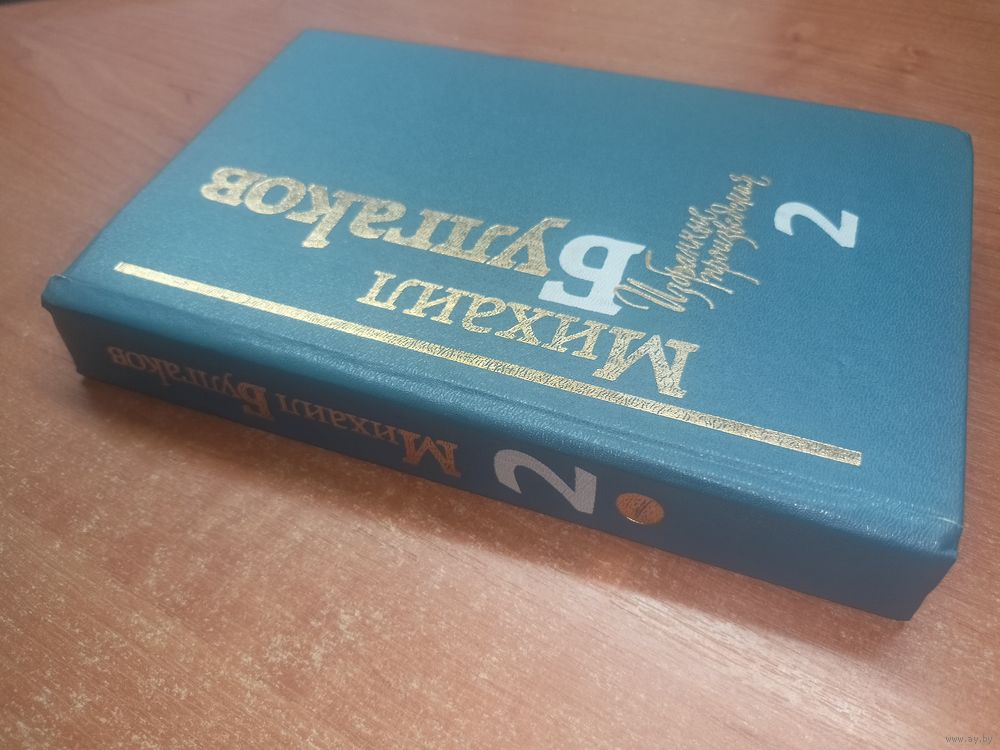 Михаил
Булгаков
Избранные
произведения
2
Михаил Булгаков
2
www.ay.by